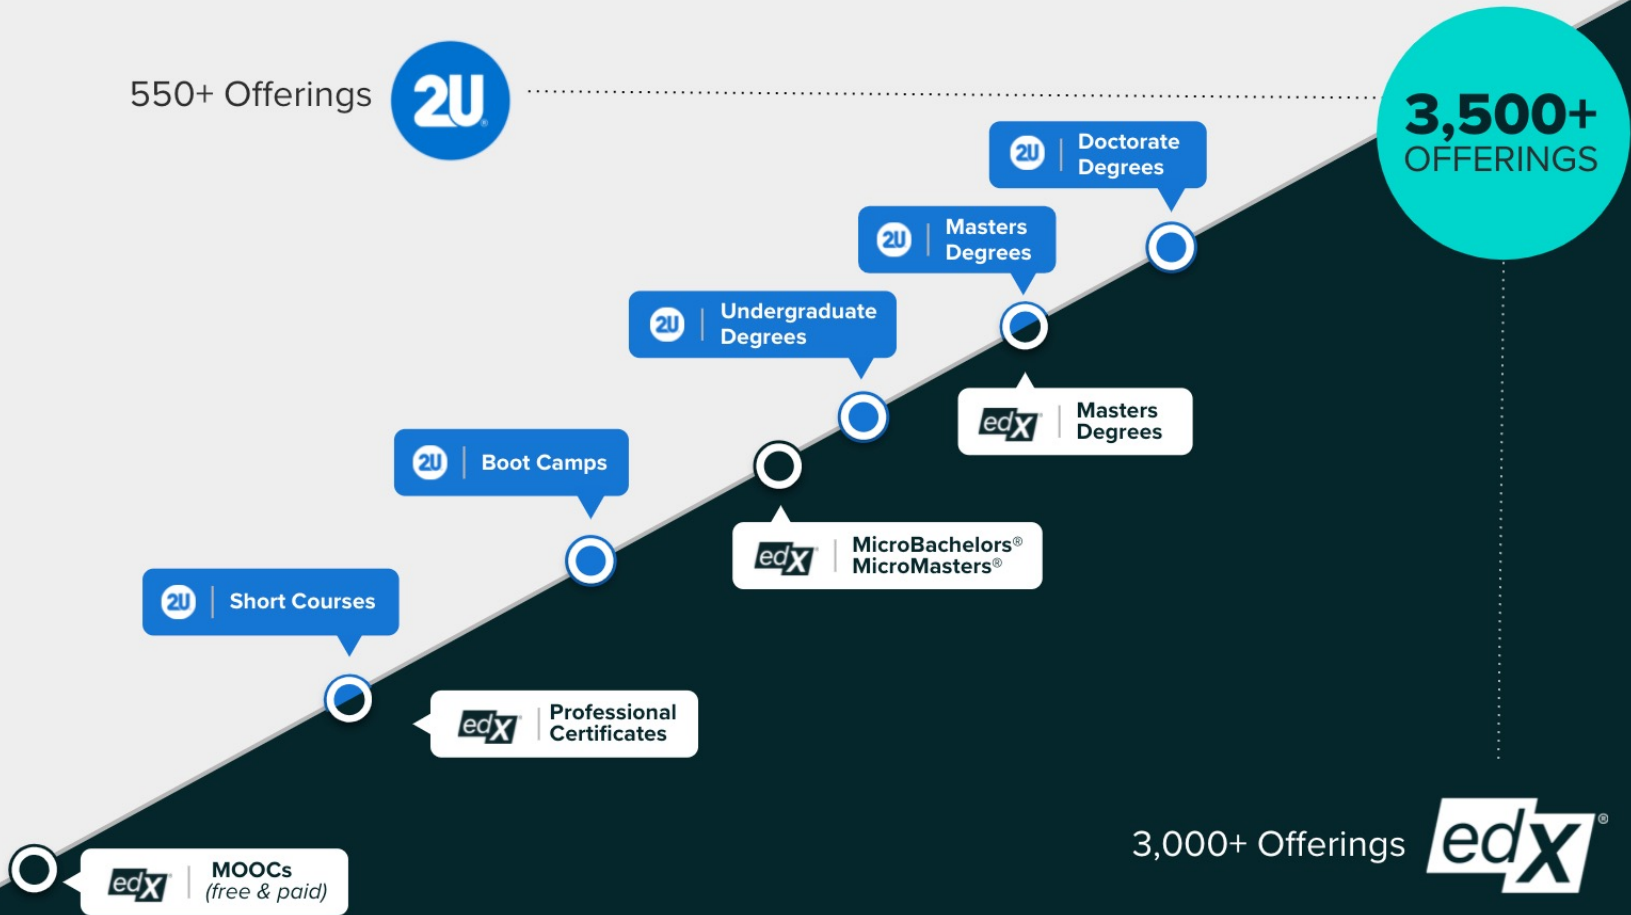 550+ Offerings
2U®
3,500+
OFFERINGS
2U
Doctorate
Degrees
2U
Masters
Degrees
2U
Undergraduate
Degrees
edX
Masters
Degrees
2U
Boot Camps
edX
MicroBachelors®
MicroMasters®
2U
Short Courses
edX
Professional
Certificates
3,000+ Offerings
edX®
edX
MOOCs
(free & paid)